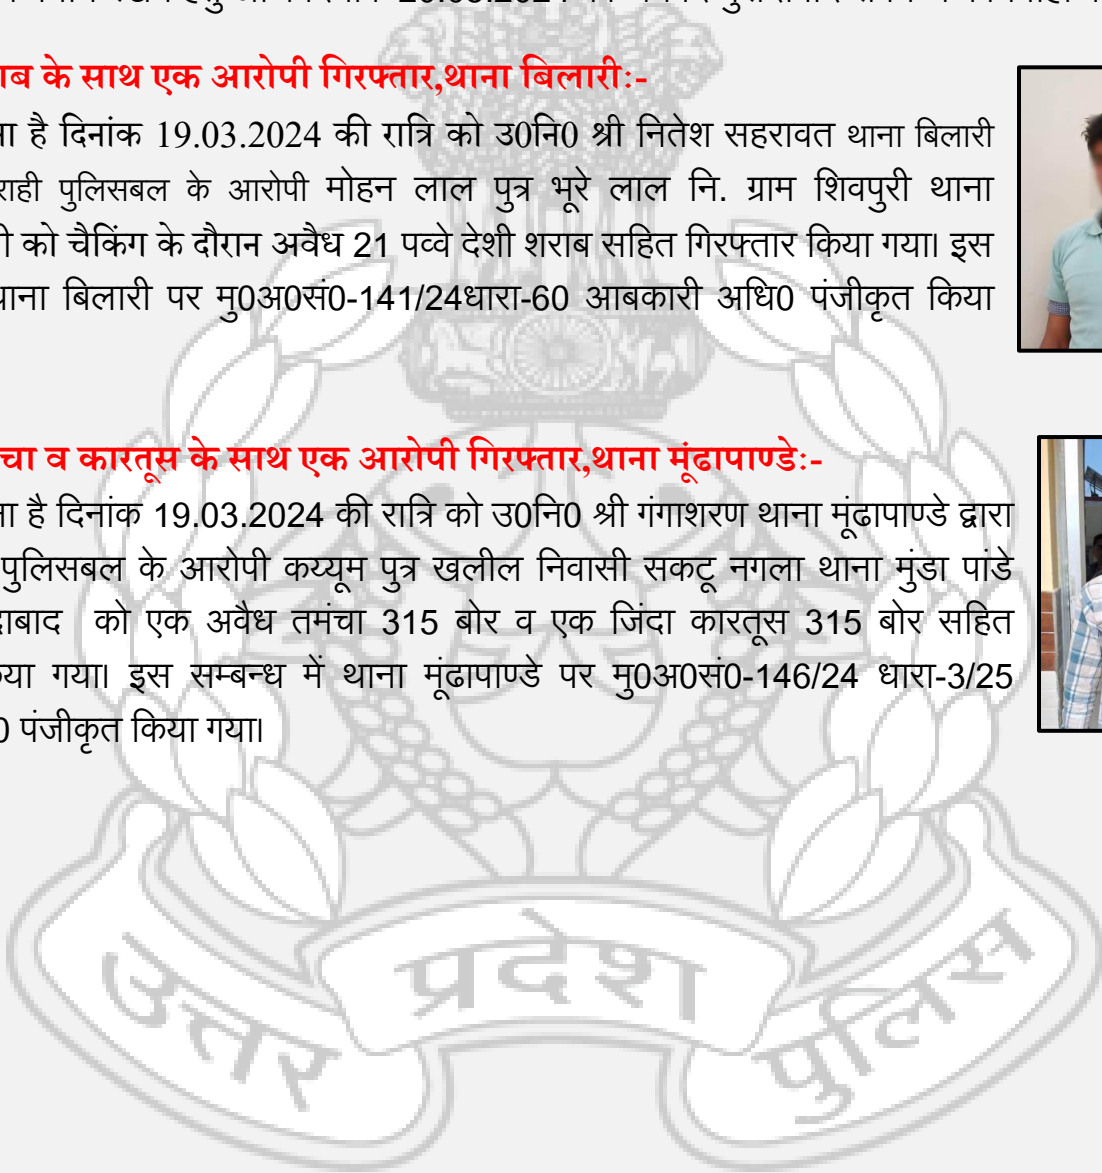 ब के साथ एक आरोपी गिरफ्तार,थाना बिलारीः-
है दिनांक 19.03.2024 की रात्रि को उ0नि0 श्री नितेश सहरावत थाना बिलारी
राही पुलिसबल के आरोपी मोहन लाल पुत्र भूरे लाल नि. ग्राम शिवपुरी थाना
को चैकिंग के दौरान अवैध 21 पव्वे देशी शराब सहित गिरफ्तार किया गया। इस
थाना बिलारी पर मु0अ0सं0-141/24धारा-60 आबकारी अधि0 पंजीकृत किया
चा व कारतूस के साथ एक आरोपी गिरफ्तार,थाना मूंढापाण्डेः-
है दिनांक 19.03.2024 की रात्रि को उ0नि0 श्री गंगाशरण थाना मूंढापाण्डे द्वारा
पुलिसबल के आरोपी कय्यूम पुत्र खलील निवासी सकटू नगला थाना मुंडा पांडे
दाबाद को एक अवैध तमंचा 315 बोर व एक जिंदा कारतूस 315 बोर सहित
या गया। इस सम्बन्ध में थाना मूंढापाण्डे पर मु0अ0सं0-146/24 धारा-3/25
0 पंजीकृत किया गया।
उत्तर प्रदेश पुलिस